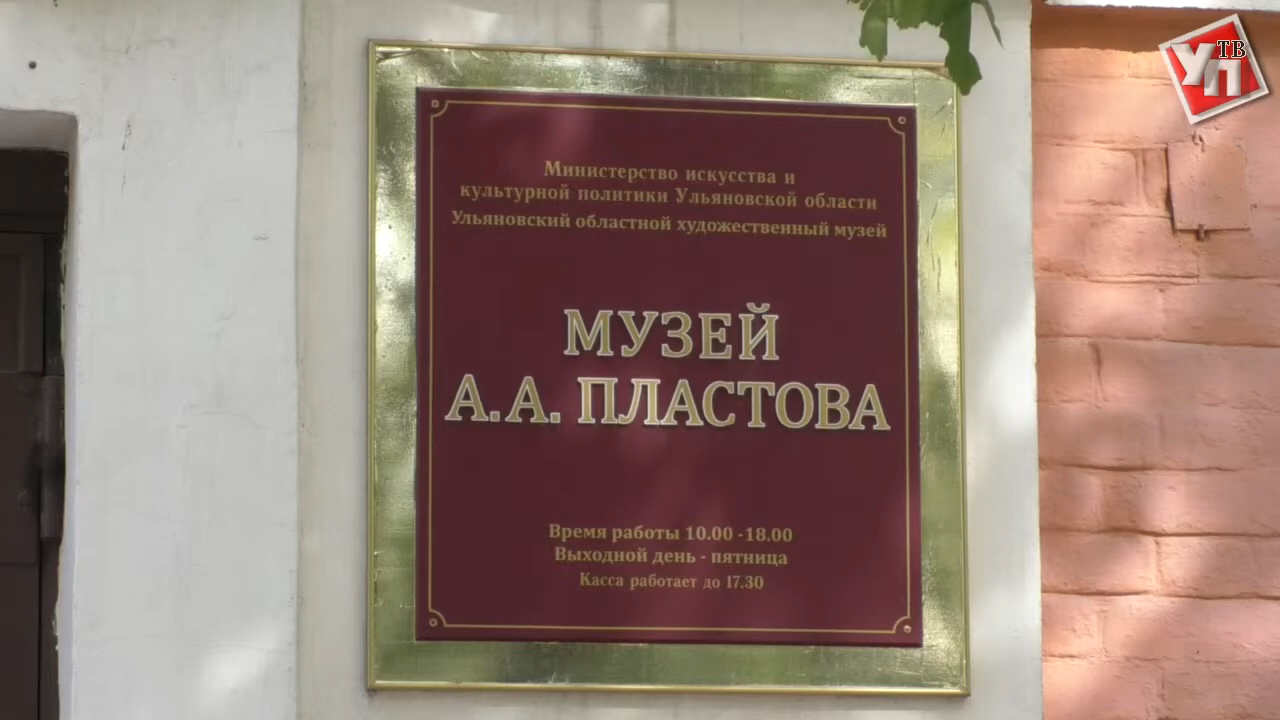 Министерство искусства и
культурной политики Ульяновской области
Ульяновский областной художественный музей
МУЗЕЙ
А.А. ПЛАСТОВА
Время работы 10.00 -18.00
Выходной день - пятница
Касса работает до 17.30
УП
ТВ